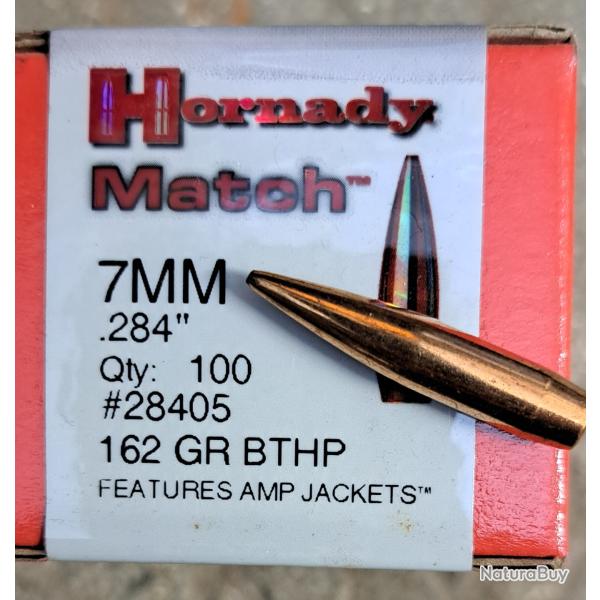 Hornady
Match™
7MM
.284"
Qty: 100
#28405
162 GR BTHP
FEATURES AMP JACKETS™
NaturaBuy